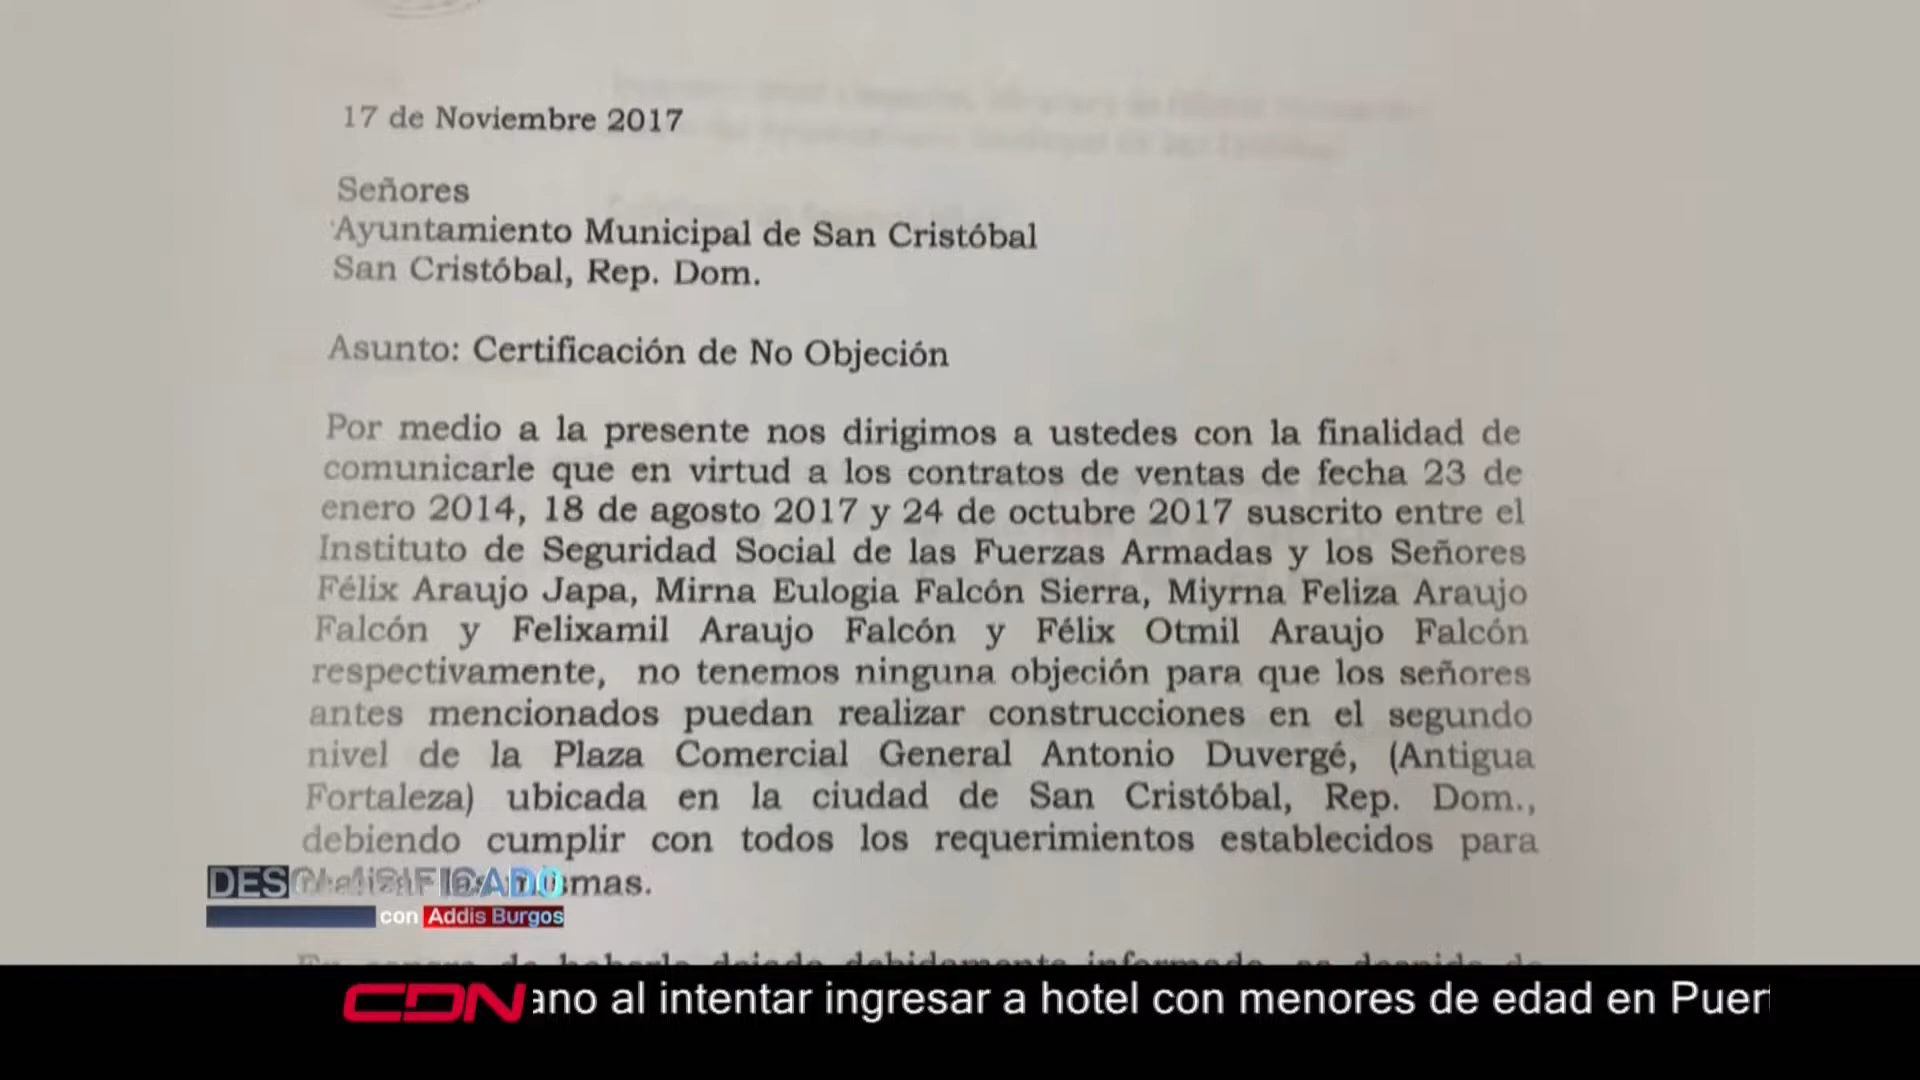 17 de Noviembre 2017
Señores
Ayuntamiento Municipal de San Cristóbal
San Cristóbal, Rep. Dom.
Asunto: Certificación de No Objeción
Por medio a la presente nos dirigimos a ustedes con la finalidad de
comunicarle que en virtud a los contratos de ventas de fecha 23 de
enero 2014, 18 de agosto 2017 y 24 de octubre 2017 suscrito entre el
Instituto de Seguridad Social de las Fuerzas Armadas y los Señores
Félix Araujo Japa, Mirna Eulogia Falcón Sierra, Miyrna Feliza Araujo
Falcón y Felixamil Araujo Falcón y Félix Otmil Araujo Falcón
respectivamente, no tenemos ninguna objeción para que los señores
antes mencionados puedan realizar construcciones en el segundo
nivel de la Plaza Comercial General Antonio Duvergé, (Antigua
Fortaleza) ubicada en la ciudad de San Cristóbal, Rep. Dom.,
debiendo cumplir con todos los requerimientos establecidos para
con Addis Burgos
CDN ano al intentar ingresar a hotel con menores de edad en Puer